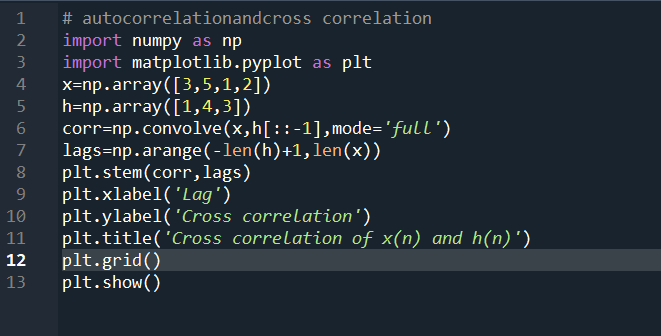 1 # autocorrelationandcross correlation
2 import numpy as np
3 import matplotlib.pyplot as plt
4 x=np.array([3,5,1,2])
5 h=np.array([1,4,3])
6 corr=np.convolve(x,h[::-1],mode='full')
7 lags=np.arange(-len(h)+1,len(x))
8 plt.stem(corr,lags)
9 plt.xlabel('Lag')
10 plt.ylabel('Cross correlation')
11 plt.title('Cross correlation of x(n) and h(n)')
12 plt.grid()
13 plt.show()